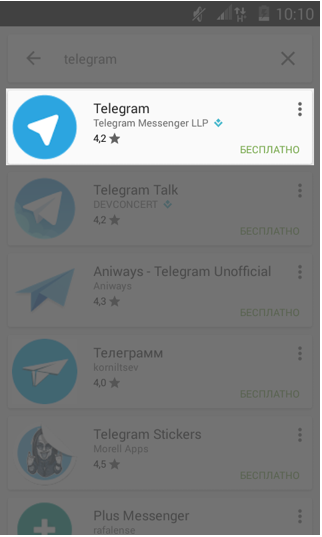 10:10
telegram
Telegram
Telegram Messenger LLP
4,2
БЕСПЛАТНО
Telegram Talk
DEVCONCERT
4,2
БЕСПЛАТНО
Aniways - Telegram Unofficial
Aniways
4,3
БЕСПЛАТНО
Телеграмм
komiltsev
4,0
БЕСПЛАТНО
Telegram Stickers
Morell Apps
4,5
БЕСПЛАТНО
Plus Messenger
rafalense